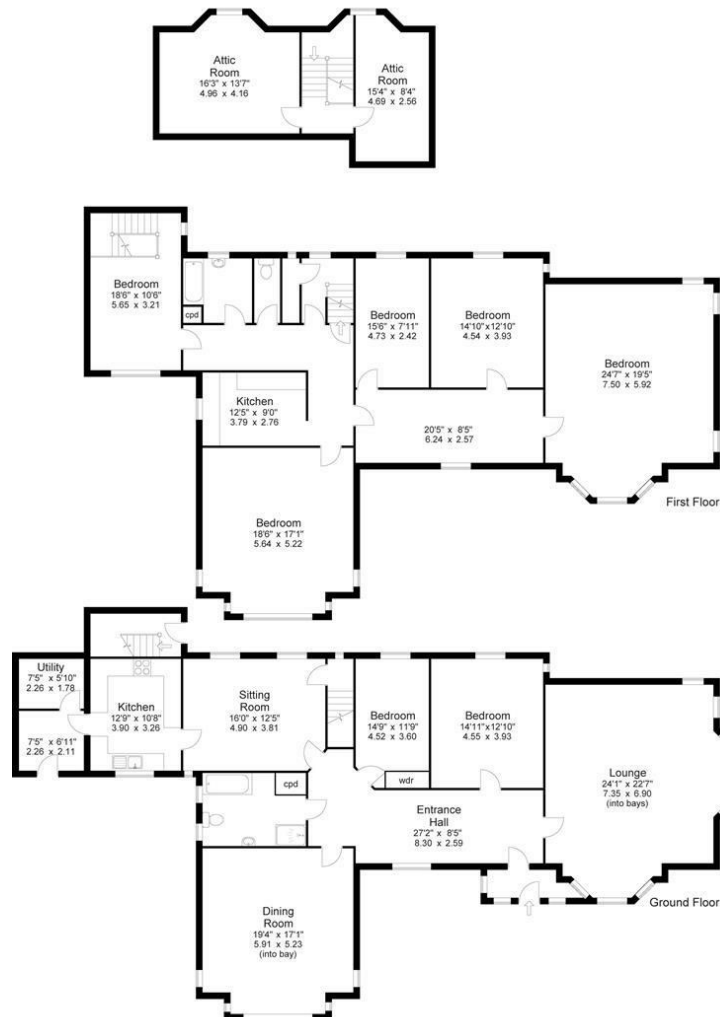 Attic
Room
16'3" x 13'7"
4.96 x 4.16
Attic
Room
15'4" x 8'4"
4.69 x 2.56
Bedroom
18'6" x 10'6"
5.65 x 3.21
cpd
Bedroom
15'6" x 7'11"
4.73 x 2.42
Bedroom
14'10" x 12'10"
4.54 x 3.93
Bedroom
24'7" x 19'5"
7.50 x 5.92
Kitchen
12'5" x 9'0"
3.79 x 2.76
20'5" x 8'5"
6.24 x 2.57
Bedroom
18'6" x 17'1"
5.64 x 5.22
First Floor
Utility
7'5" x 5'10"
2.26 x 1.78
7'5" x 6'11"
2.26 x 2.11
Kitchen
12'9" x 10'8"
3.90 x 3.26
Sitting
Room
16'0" x 12'5"
4.90 x 3.81
Bedroom
14'9" x 11'9"
4.52 x 3.60
wdr
Bedroom
14'11" x 12'10"
4.55 x 3.93
Lounge
24'1" x 22'7"
7.35 x 6.90
(into bays)
cpd
Entrance
Hall
27'2" x 8'5"
8.30 x 2.59
Dining
Room
19'4" x 17'1"
5.91 x 5.23
(into bay)
Ground Floor